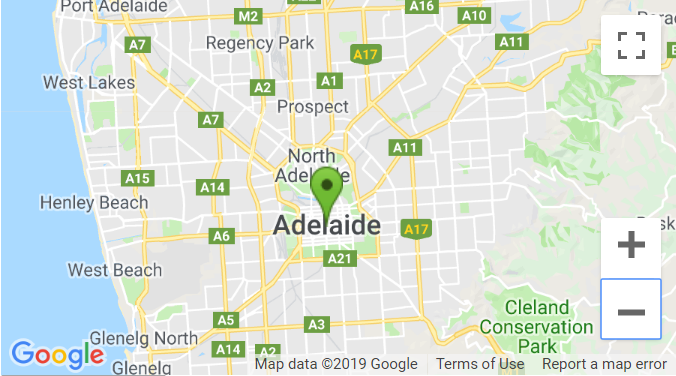 Port Adelaide
M2
A16
A10
A7
Regency Park
A11
A17
West Lakes
A2
A1
Prospect
A7
North
Adelaide
A11
A15
A14
Henley Beach
Adelaide
A6
A17
A21
West Beach
Cleland
Conservation
Park
A5
A3
Glenelg North
A14
A2
Google
Glenelg
Map data ©2019 Google
Terms of Use
Report a map error